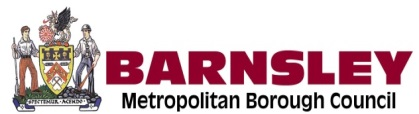 BARNSLEY
Metropolitan Borough Council
SPECTEMUR · AGENDO